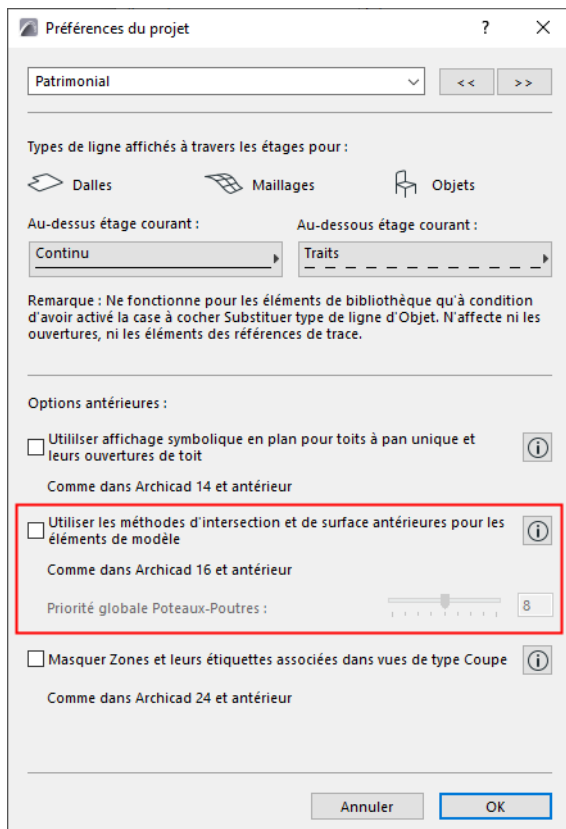 Préférences du projet
?
Patrimonial
<<
>>
Types de ligne affichés à travers les étages pour :
Dalles
Maillages
Objets
Au-dessus étage courant :
Au-dessous étage courant :
Continu
Traits
Remarque : Ne fonctionne pour les éléments de bibliothèque qu'à condition
d'avoir activé la case à cocher Substituer type de ligne d'Objet. N'affecte ni les
ouvertures, ni les éléments des références de trace.
Options antérieures :
Utililser affichage symbolique en plan pour toits à pan unique et
leurs ouvertures de toit
Comme dans Archicad 14 et antérieur
Utiliser les méthodes d'intersection et de surface antérieures pour les
éléments de modèle
Comme dans Archicad 16 et antérieur
Priorité globale Poteaux-Poutres :
8
Masquer Zones et leurs étiquettes associées dans vues de type Coupe
Comme dans Archicad 24 et antérieur
Annuler
OK